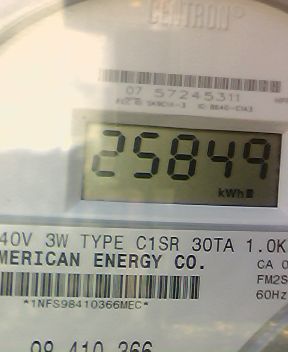 CENTRON®
07 57245311
25849
kWh
40V 3W TYPE C1SR 30TA 1.0K
MERICAN ENERGY CO.
CA 0
FM2S
60Hz
*1NFS98410366MEC*
98 410 366